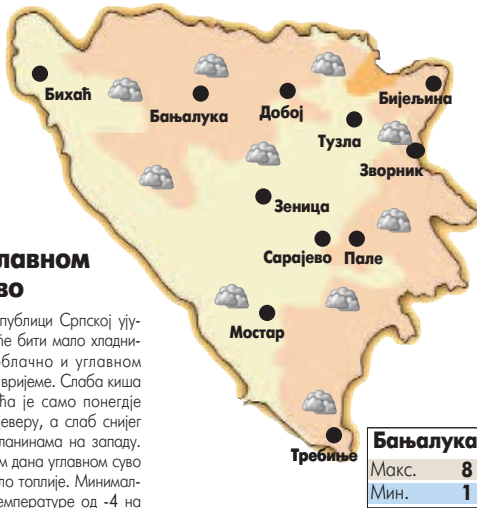 Бихаћ
Бањалука
Добој
Бијељина
Тузла
Зворник
Зеница
Сарајево Пале
Мостар
Требиње
лавном
во
публици Српској ују-
ће бити мало хладни-
облачно и углавном
вријеме. Слаба киша
ћа је само понегдје
јеверу, а слаб снијег
ланинама на западу.
м дана углавном суво
ло топлије. Минимал-
емпературе од -4 на
Бањалука
Макс. 8
Мин. 1